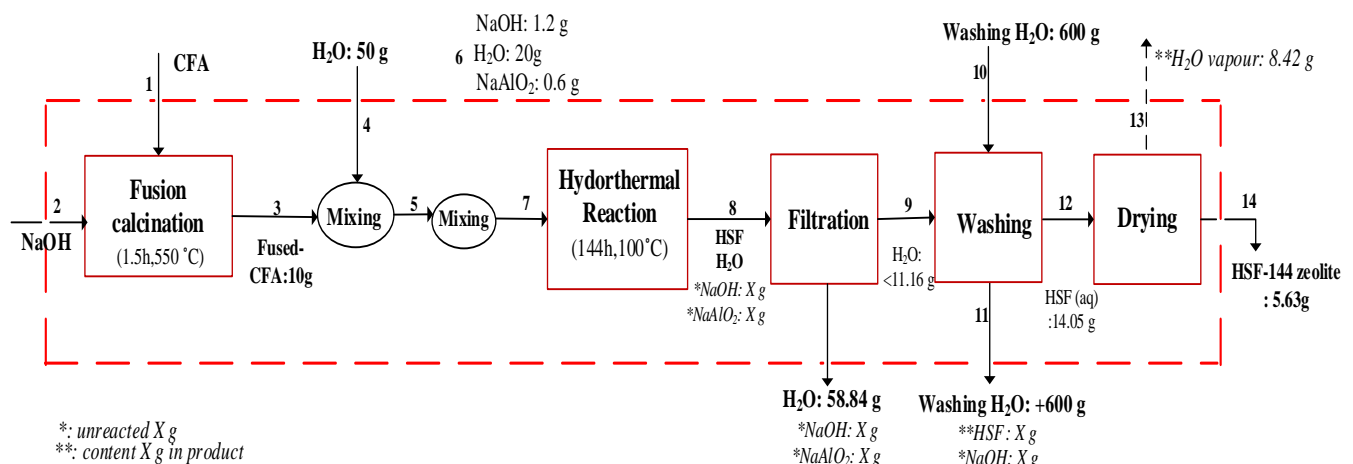 NaOH: 1.2 g
H₂O: 50 g
6 H₂O: 20g
NaAlO₂: 0.6 g
Washing H₂O: 600 g
**H₂O vapour: 8.42 g
1
CFA
4
10
13
2
NaOH
Fusion
calcination
(1.5h,550 ˚C)
3
Fused-
CFA:10g
Mixing
5
Mixing
7
Hydorthermal
Reaction
(144h,100˚C)
8
HSF
H₂O
*NaOH: X g
*NaAlO₂: X g
Filtration
9
H₂O:
<11.16 g
Washing
12
HSF (aq)
:14.05 g
Drying
14
HSF-144 zeolite
: 5.63g
11
H₂O: 58.84 g
*NaOH: X g
*NaAlO₂: X g
Washing H₂O: +600 g
**HSF: X g
*NaOH: X g
*: unreacted X g
**: content X g in product